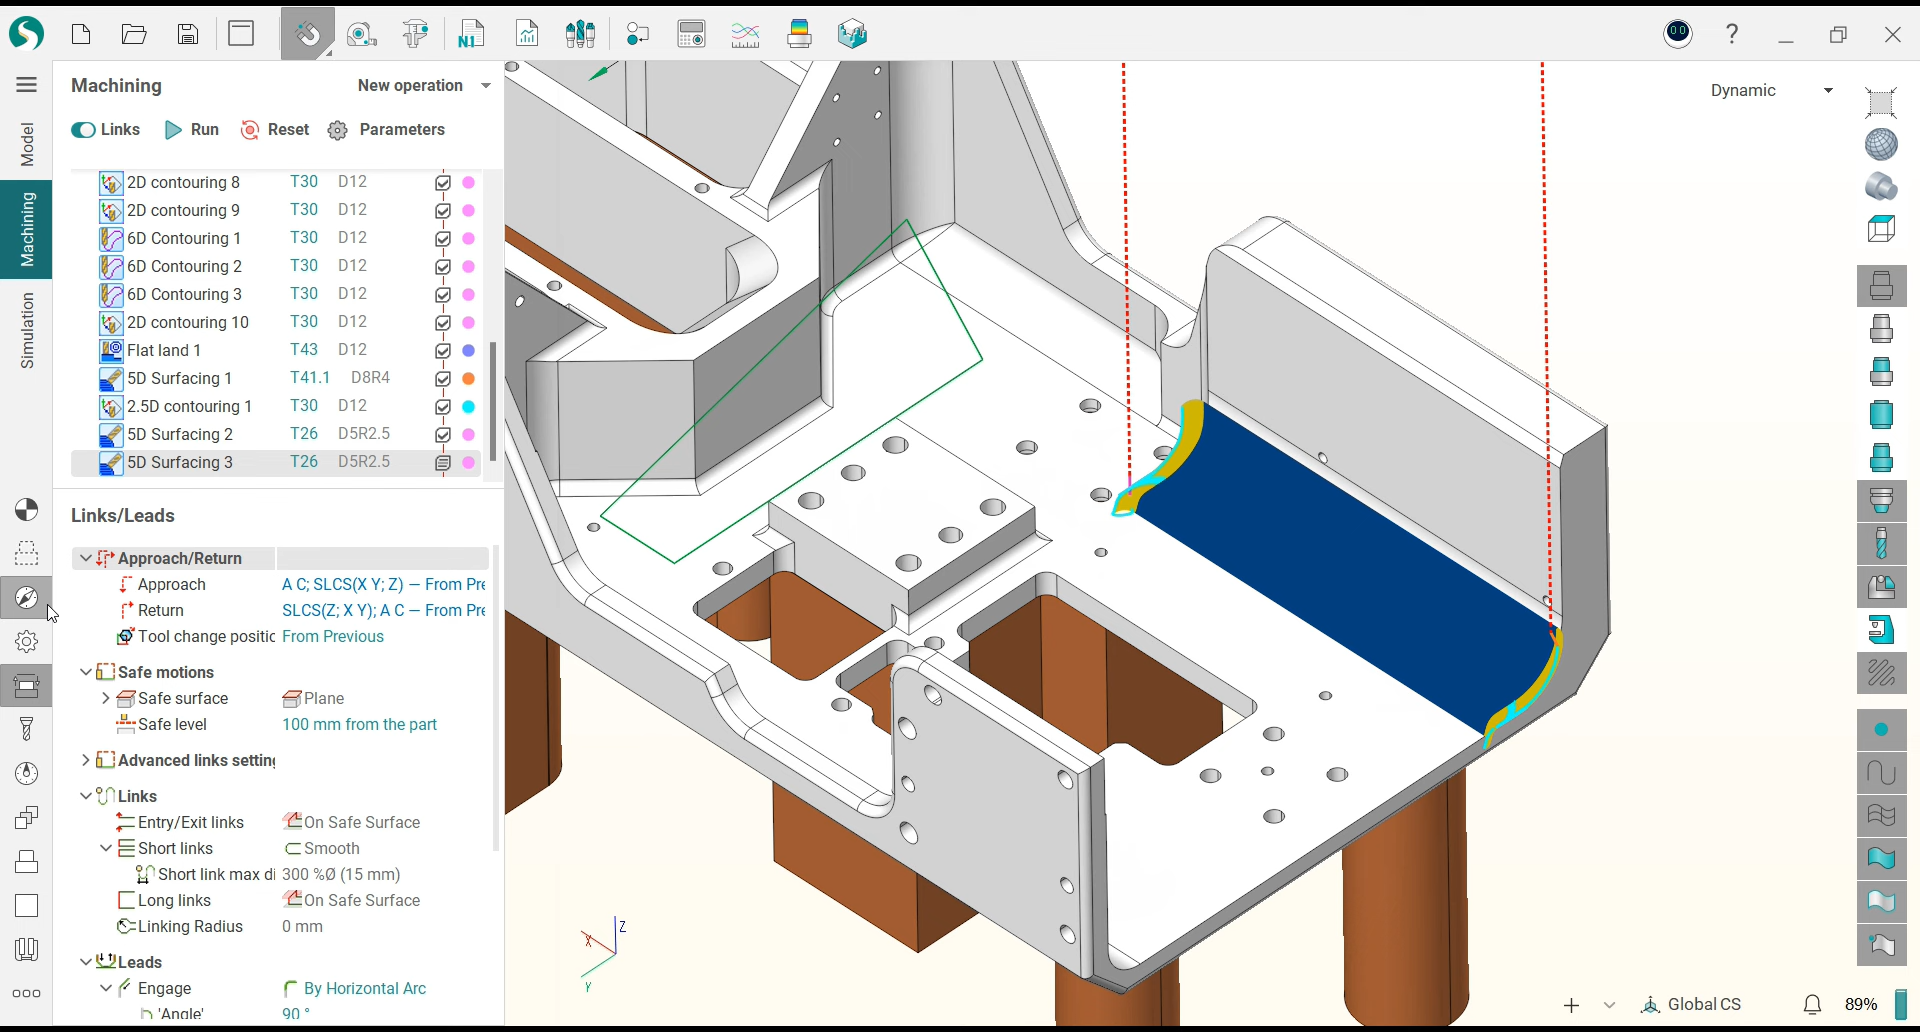 N1
Machining
New operation
Dynamic
Links
Run
Reset
Parameters
Model
Machining
Simulation
2D contouring 8 T30 D12
2D contouring 9 T30 D12
6D Contouring 1 T30 D12
6D Contouring 2 T30 D12
6D Contouring 3 T30 D12
2D contouring 10 T30 D12
Flat land 1 T43 D12
5D Surfacing 1 T41.1 D8R4
2.5D contouring 1 T30 D12
5D Surfacing 2 T26 D5R2.5
5D Surfacing 3 T26 D5R2.5
Links/Leads
Approach/Return
Approach A C; SLCS(X Y; Z) — From Pre
Return SLCS(Z; X Y); A C — From Pre
Tool change positic From Previous
Safe motions
Safe surface Plane
Safe level 100 mm from the part
Advanced links setting
Links
Entry/Exit links On Safe Surface
Short links Smooth
Short link max di 300 %Ø (15 mm)
Long links On Safe Surface
Linking Radius 0 mm
Leads
Engage By Horizontal Arc
'Angle' 90 °
Z
X
Y
Global CS
89%